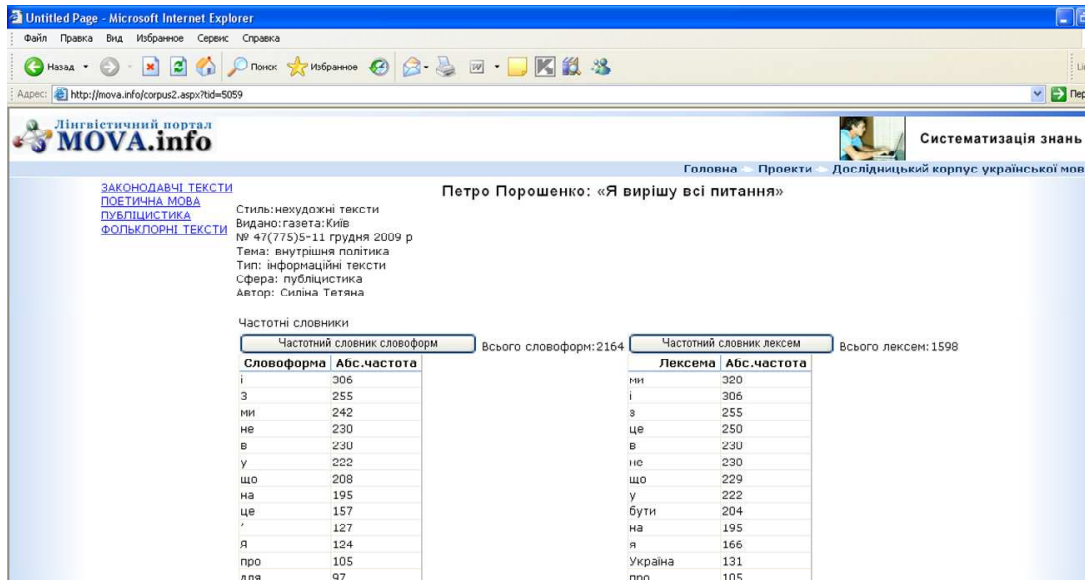 Untitled Page - Microsoft Internet Explorer
Файл Правка Вид Избранное Сервис Справка
Назад Поиск Избранное
Адрес: http://mova.info/corpus2.aspx?tid=5059
Лінгвістичний портал
MOVA.info
Систематизація знань
Головна Проекти Дослідницький корпус української мов
ЗАКОНОДАВЧІ ТЕКСТИ
ПОЕТИЧНА МОВА
ПУБЛІЦИСТИКА
ФОЛЬКЛОРНІ ТЕКСТИ
Петро Порошенко: «Я вирішу всі питання»
Стиль:нехудожні тексти
Видано:газета:Київ
№ 47(775)5-11 грудня 2009 р
Тема: внутрішня політика
Тип: інформаційні тексти
Сфера: публіцистика
Автор: Силіна Тетяна
Частотні словники
Частотний словник словоформ Всього словоформ:2164 Частотний словник лексем Всього лексем:1598
Словоформа Абс.частота Лексема Абс.частота
і 306 ми 320
З 255 і 306
ми 242 з 255
не 230 це 250
в 230 в 230
у 222 не 230
що 208 що 229
на 195 у 222
це 157 бути 204
' 127 на 195
Я 124 я 166
про 105 Україна 131
для 97 про 105